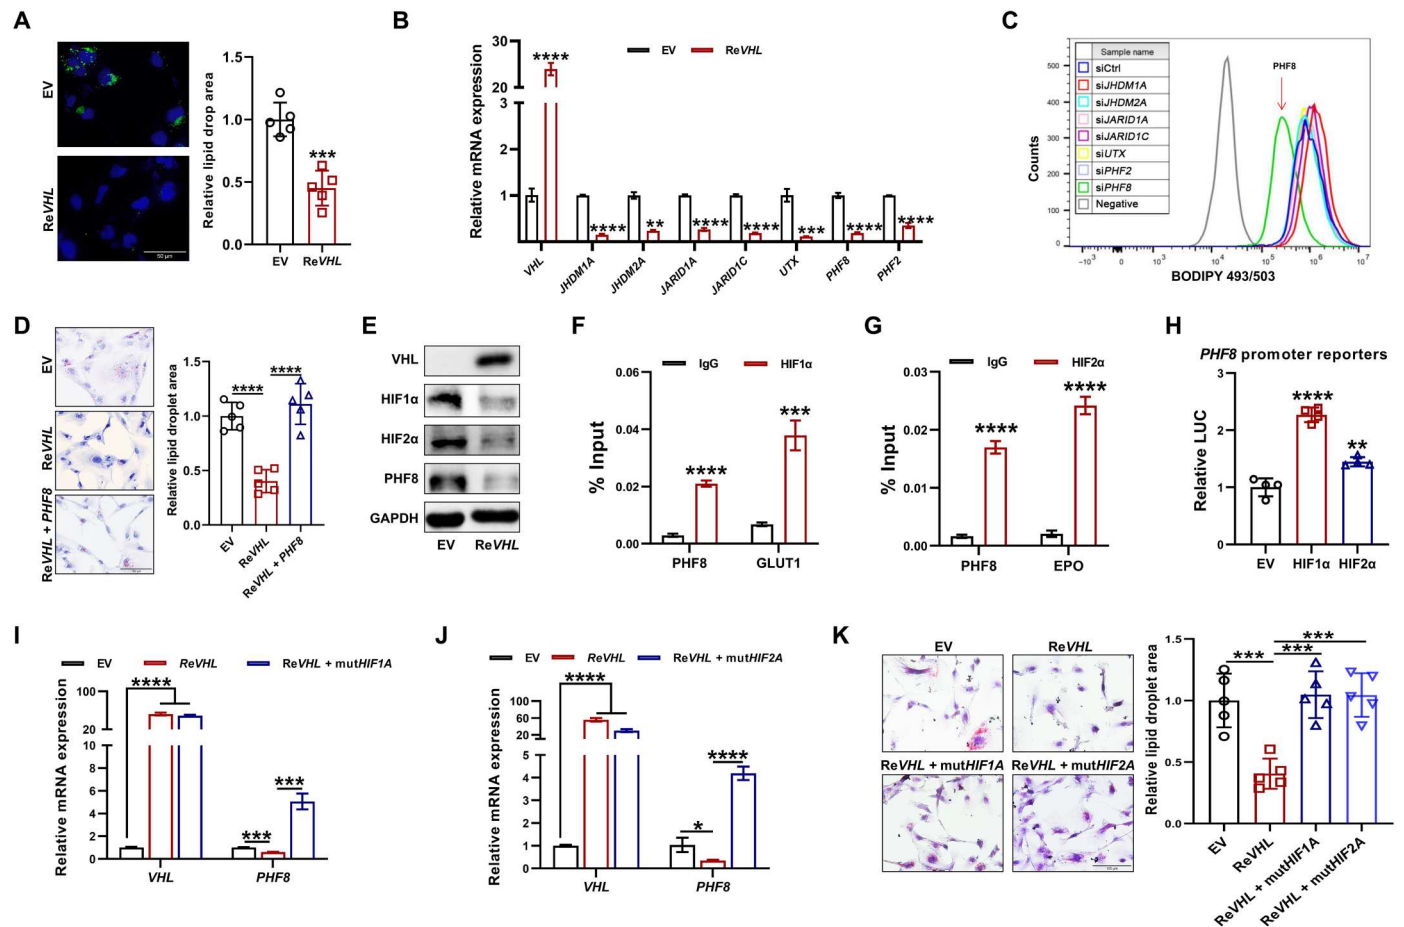 A
EV
ReVHL
50 μm
Relative lipid drop area
1.5
1.0
0.5
0.0
***
EV
ReVHL
B
EV
ReVHL
Relative mRNA expression
30
20
3
2
1
****
****
**
****
****
***
****
****
VHL
JHDM1A
JHDM2A
JARID1A
JARID1C
UTX
PHF8
PHF2
C
Sample name
siCtrl
siJHDM1A
siJHDM2A
siJARID1A
siJARID1C
siUTX
siPHF2
siPHF8
Negative
PHF8
Counts
500
400
300
200
100
0
-10³
0
10³
10⁴
10⁵
10⁶
10⁷
BODIPY 493/503
D
EV
ReVHL
ReVHL + PHF8
Relative lipid droplet area
1.5
1.0
0.5
0.0
****
****
EV
ReVHL
ReVHL + PHF8
E
VHL
HIF1α
HIF2α
PHF8
GAPDH
EV
ReVHL
F
IgG
HIF1α
% Input
0.06
0.04
0.02
0.00
****
***
PHF8
GLUT1
G
IgG
HIF2α
% Input
0.03
0.02
0.01
0.00
****
****
PHF8
EPO
H
PHF8 promoter reporters
Relative LUC
3
2
1
0
****
**
EV
HIF1α
HIF2α
I
EV
ReVHL
ReVHL + mutHIF1A
Relative mRNA expression
100
20
10
8
6
4
2
0
****
***
***
VHL
PHF8
J
EV
ReVHL
ReVHL + mutHIF2A
Relative mRNA expression
100
60
20
5
4
3
2
1
0
****
*
****
VHL
PHF8
K
EV
ReVHL
ReVHL + mutHIF1A
ReVHL + mutHIF2A
Relative lipid droplet area
1.5
1.0
0.5
0.0
***
***
***
EV
ReVHL
ReVHL + mutHIF1A
ReVHL + mutHIF2A